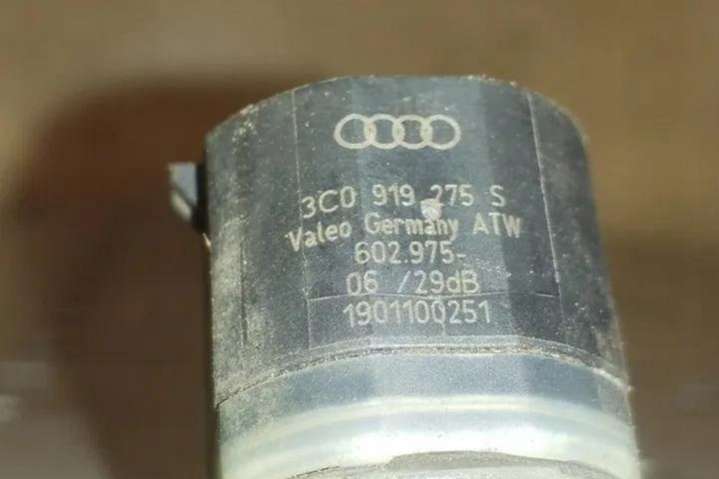 3C0 919 275 S
Valeo Germany ATW
602.975-
06 /29dB
1901100251